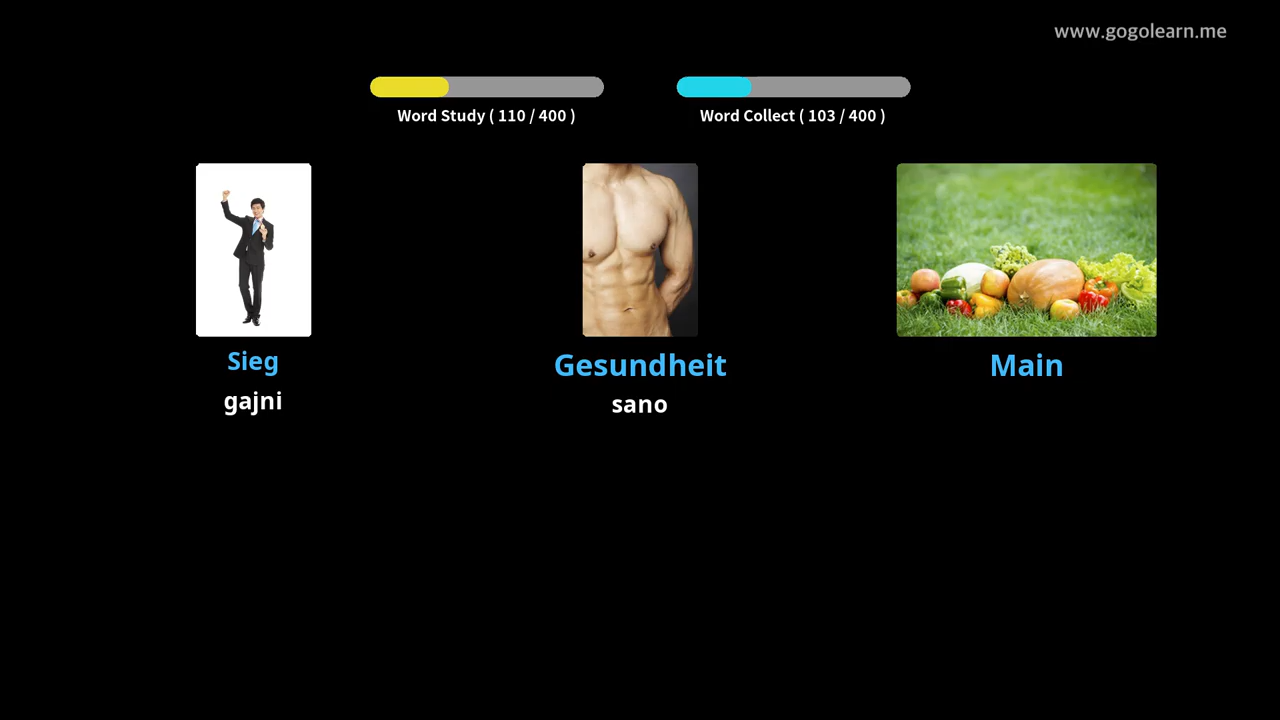 www.gogolearn.me
Word Study ( 110 / 400 )
Word Collect ( 103 / 400 )
Sieg
gajni
Gesundheit
sano
Main